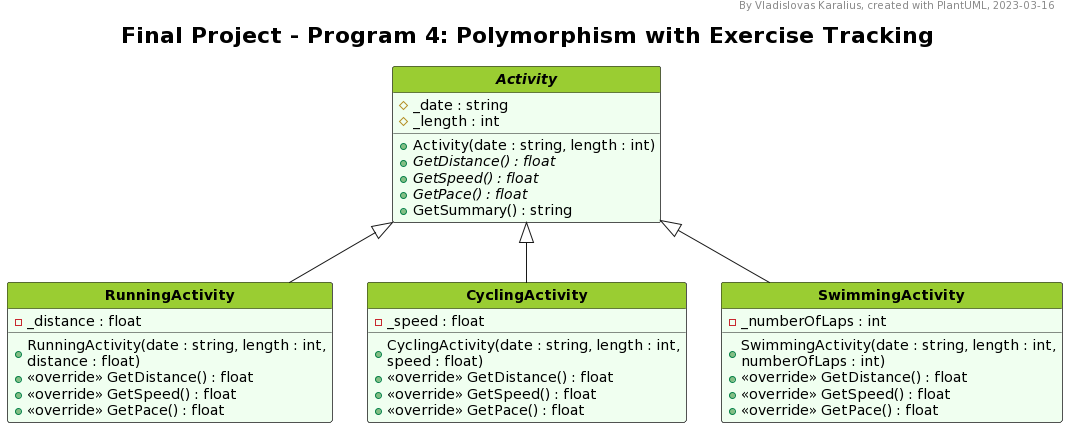 By Vladislovas Karalius, created with PlantUML, 2023-03-16
Final Project - Program 4: Polymorphism with Exercise Tracking
Activity
_date : string
_length : int
Activity(date : string, length : int)
GetDistance() : float
GetSpeed() : float
GetPace() : float
GetSummary() : string
RunningActivity
_distance : float
RunningActivity(date : string, length : int,
distance : float)
«override» GetDistance() : float
«override» GetSpeed() : float
«override» GetPace() : float
CyclingActivity
_speed : float
CyclingActivity(date : string, length : int,
speed : float)
«override» GetDistance() : float
«override» GetSpeed() : float
«override» GetPace() : float
SwimmingActivity
_numberOfLaps : int
SwimmingActivity(date : string, length : int,
numberOfLaps : int)
«override» GetDistance() : float
«override» GetSpeed() : float
«override» GetPace() : float